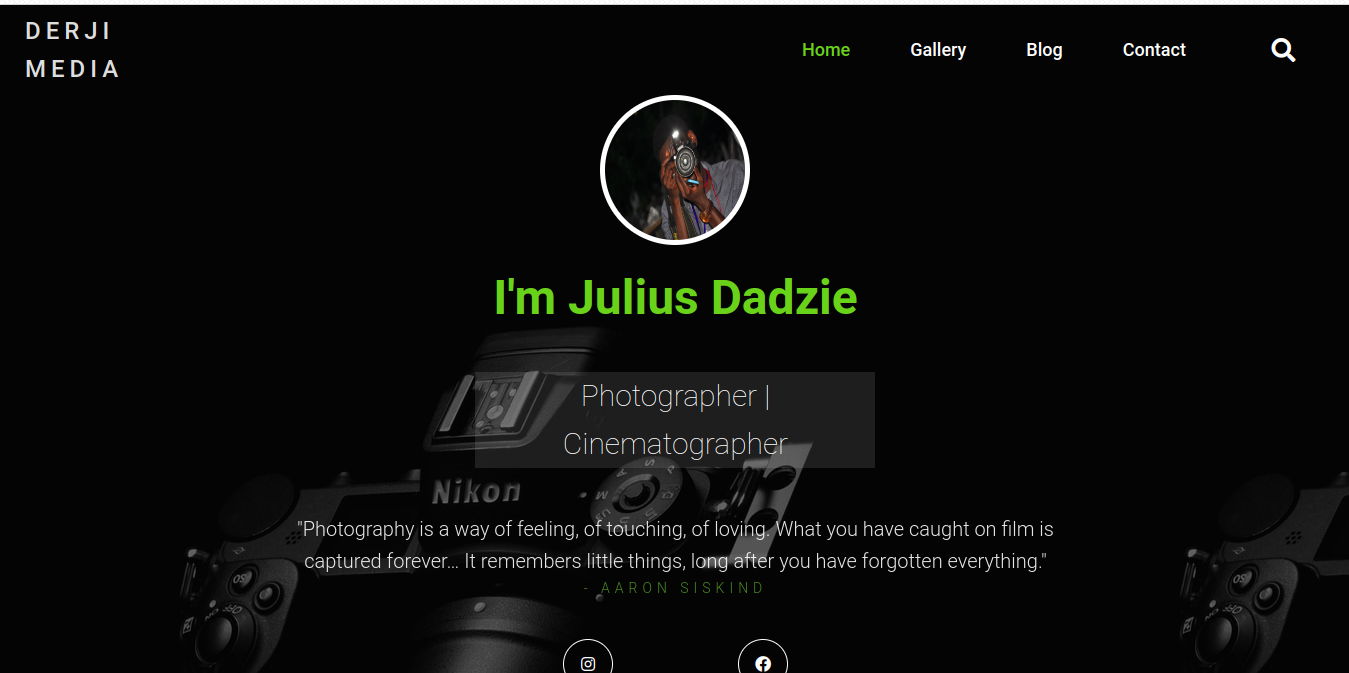 DERJI
MEDIA
Home
Gallery
Blog
Contact
I'm Julius Dadzie
Photographer |
Cinematographer
Nikon
"Photography is a way of feeling, of touching, of loving. What you have caught on film is
captured forever… It remembers little things, long after you have forgotten everything."
- AARON SISKIND